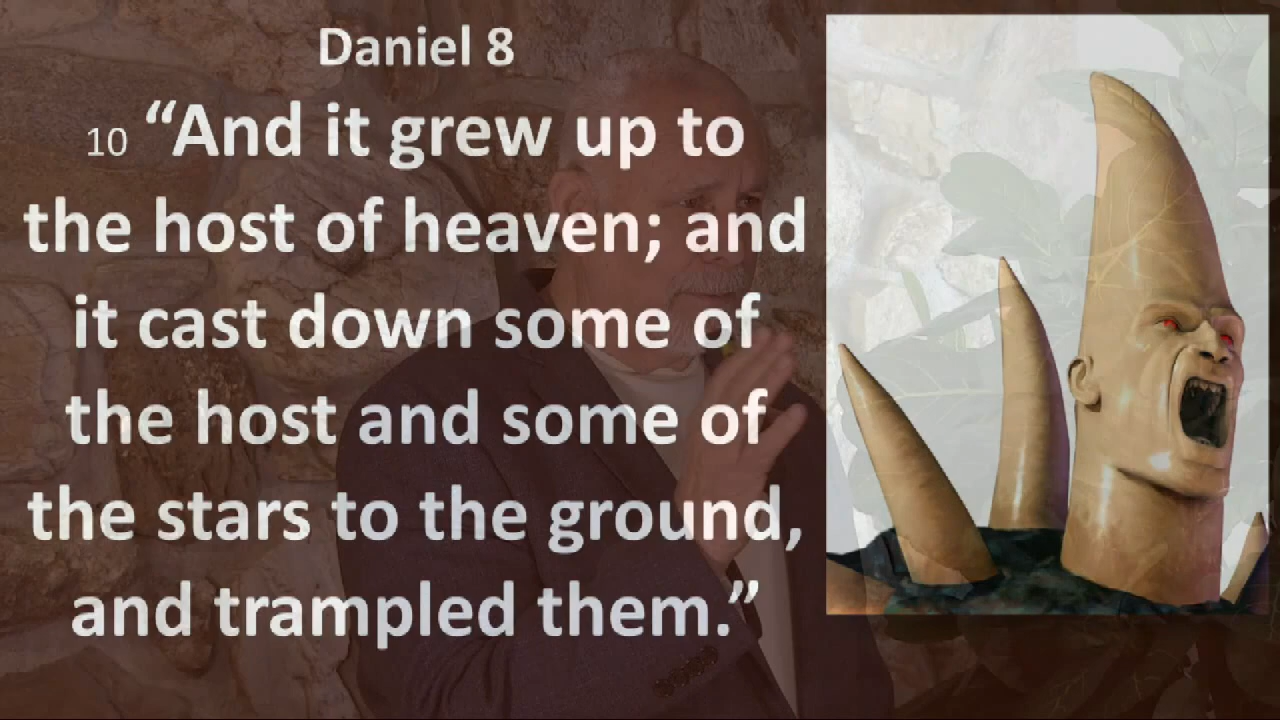 Daniel 8
10 “And it grew up to
the host of heaven; and
it cast down some of
the host and some of
the stars to the ground,
and trampled them.”